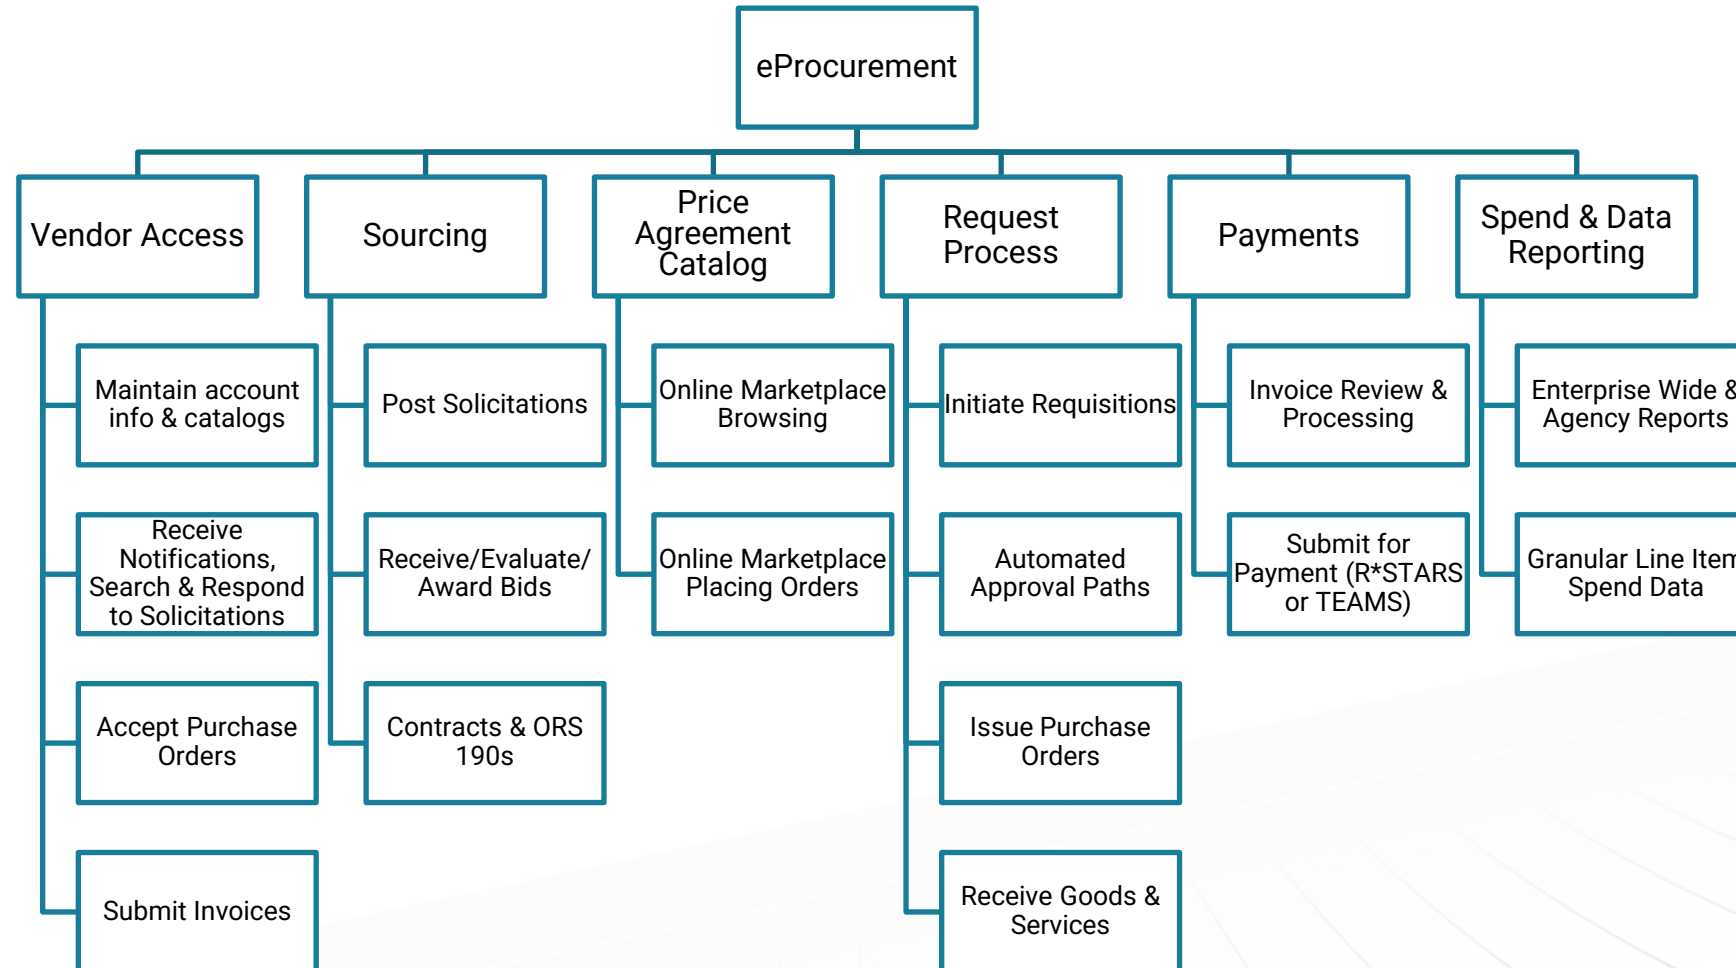 eProcurement
Vendor Access
Sourcing
Price
Agreement
Catalog
Request
Process
Payments
Spend & Data
Reporting
Maintain account
info & catalogs
Post Solicitations
Online Marketplace
Browsing
Initiate Requisitions
Invoice Review &
Processing
Enterprise Wide &
Agency Reports
Receive
Notifications,
Search & Respond
to Solicitations
Receive/Evaluate/
Award Bids
Online Marketplace
Placing Orders
Automated
Approval Paths
Submit for
Payment (R*STARS
or TEAMS)
Granular Line Item
Spend Data
Accept Purchase
Orders
Contracts & ORS
190s
Issue Purchase
Orders
Submit Invoices
Receive Goods &
Services